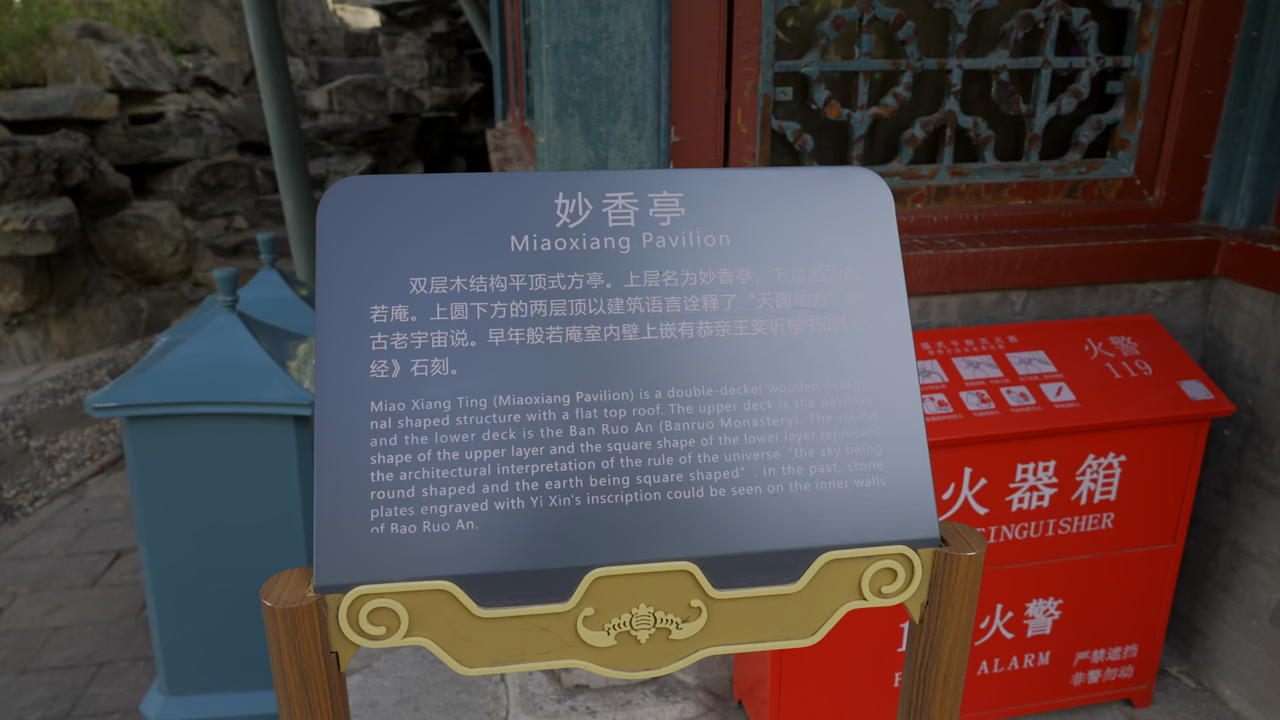 妙香亭
Miaoxiang Pavilion
双层木结构平顶式方亭。上层名为妙香亭，下层名为
若庵。上圆下方的两层顶以建筑语言诠释了“天圆地方”的
古老宇宙说。早年般若庵室内壁上嵌有恭亲王奕䜣楷书的《心
经》石刻。
Miao Xiang Ting (Miaoxiang Pavilion) is a double-decker wooden octag
nal shaped structure with a flat top roof. The upper deck is the pavilion
and the lower deck is the Ban Ruo An (Banruo Monastery). The round
shape of the upper layer and the square shape of the lower layer represent
the architectural interpretation of the rule of the universe "the sky being
round shaped and the earth being square shaped" . In the past, stone
plates engraved with Yi Xin's inscription could be seen on the inner walls
of Bao Ruo An.
火警
119
火器箱
INGUISHER
火警
ALARM
严禁遮挡
非警勿动